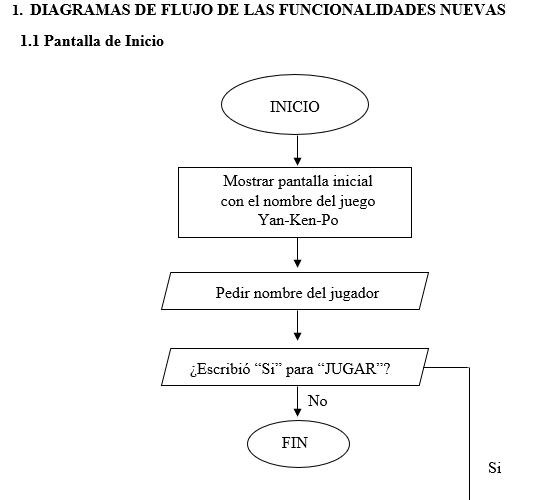 1. DIAGRAMAS DE FLUJO DE LAS FUNCIONALIDADES NUEVAS
1.1 Pantalla de Inicio
INICIO
Mostrar pantalla inicial
con el nombre del juego
Yan-Ken-Po
Pedir nombre del jugador
¿Escribió “Si” para “JUGAR”?
No
FIN
Si